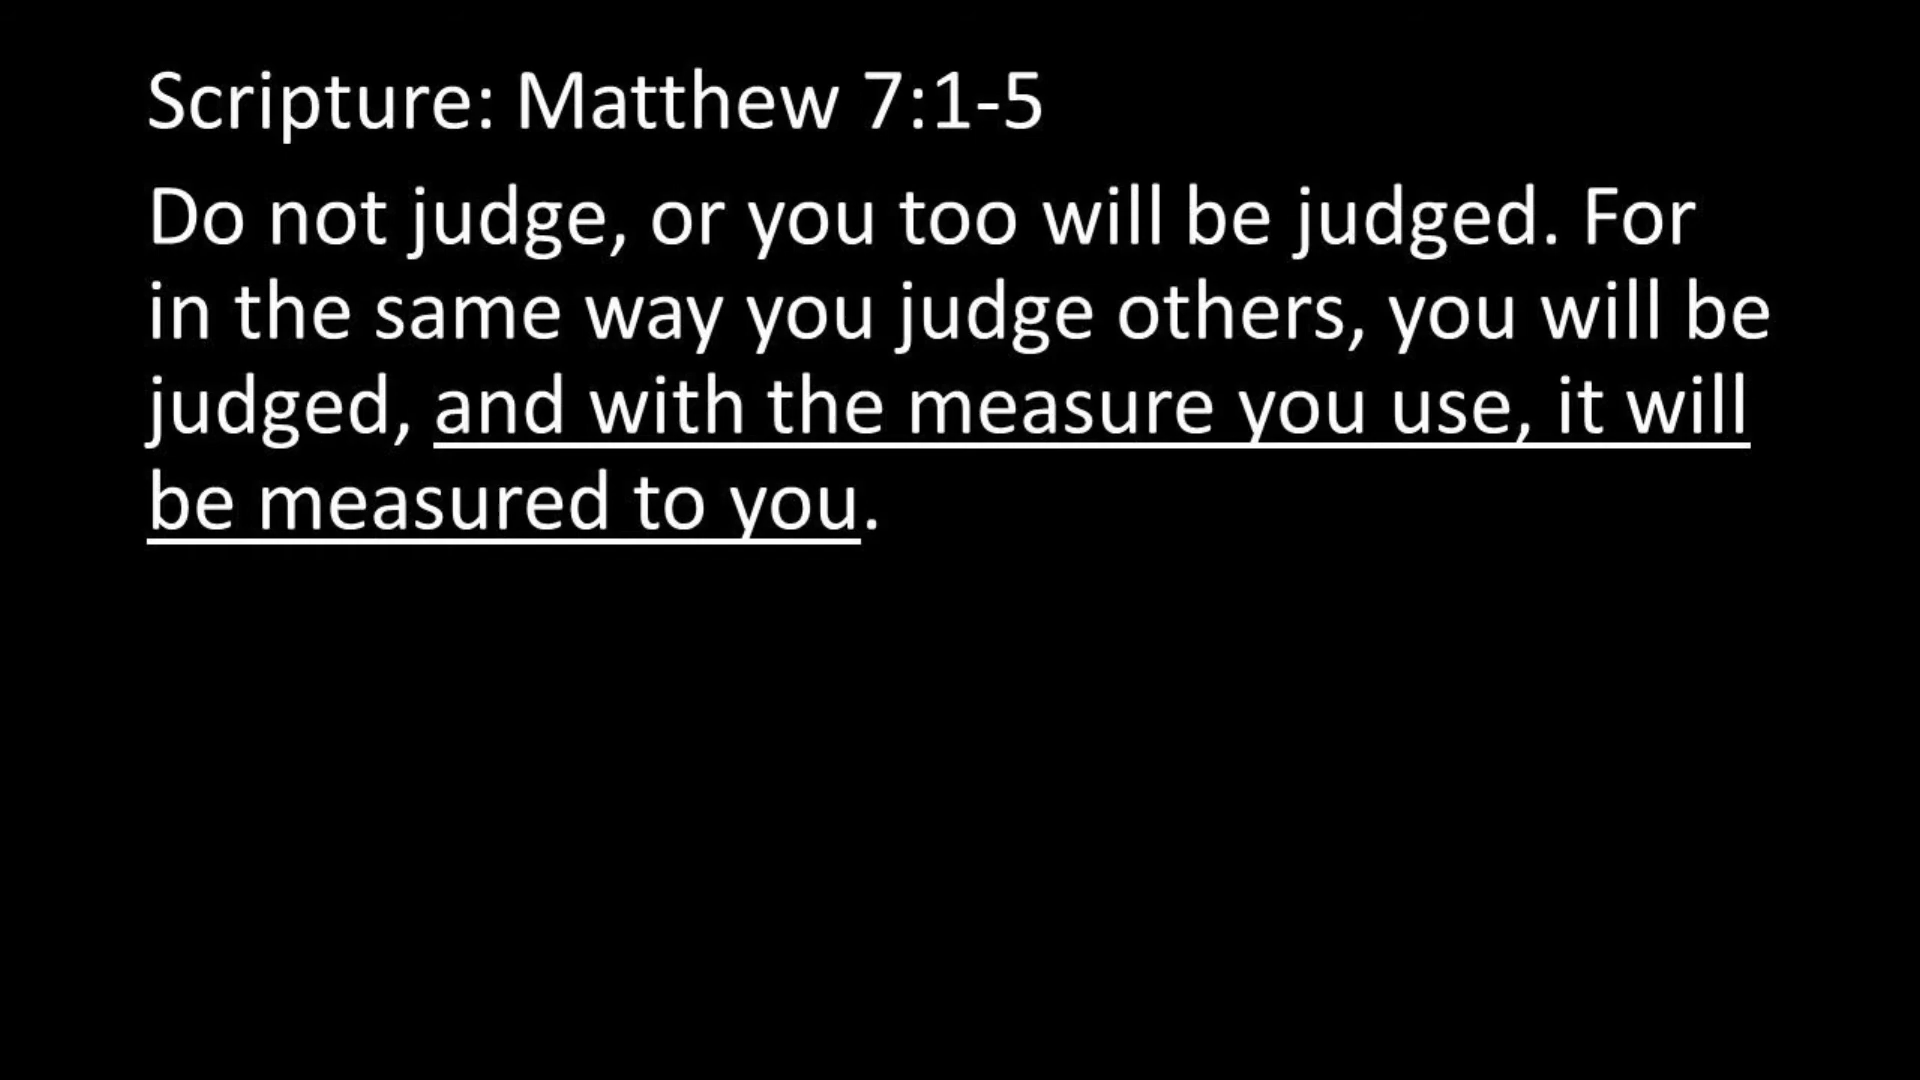 Scripture: Matthew 7:1-5
Do not judge, or you too will be judged. For
in the same way you judge others, you will be
judged, and with the measure you use, it will
be measured to you.